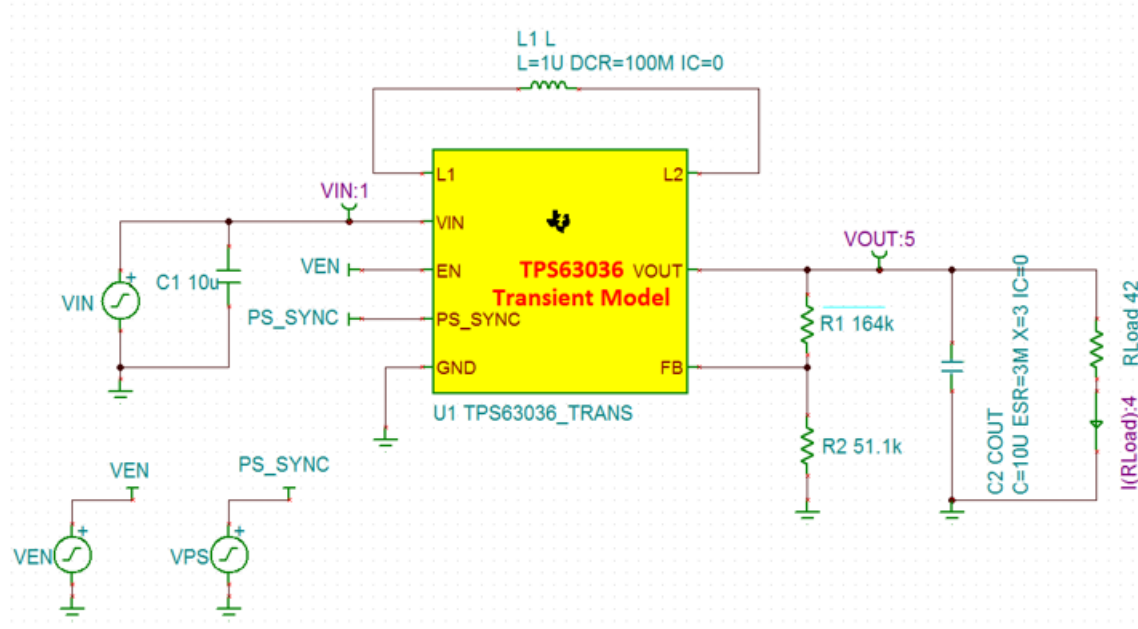 L1 L
L=1U DCR=100M IC=0
L1
L2
VIN:1
VIN
VOUT:5
VEN
EN
TPS63036
VOUT
Transient Model
C1 10u
VIN
PS_SYNC
PS_SYNC
R1 164k
GND
FB
U1 TPS63036_TRANS
R2 51.1k
C2 COUT
C=10U ESR=3M X=3 IC=0
RLoad 42
I(RLoad):4
VEN
PS_SYNC
VEN
VPS